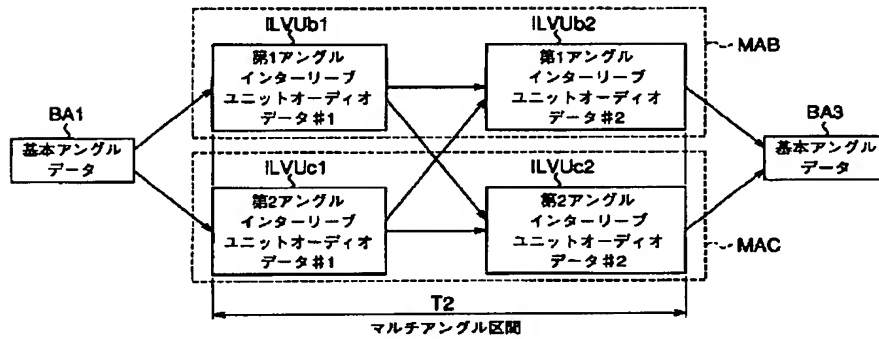 ILVUb1
ILVUb2
MAB
第1アングル
インターリーブ
ユニットオーディオ
データ#1
第1アングル
インターリーブ
ユニットオーディオ
データ#2
BA1
基本アングル
データ
BA3
基本アングル
データ
ILVUc1
ILVUc2
第2アングル
インターリーブ
ユニットオーディオ
データ#1
第2アングル
インターリーブ
ユニットオーディオ
データ#2
MAC
T2
マルチアングル区間